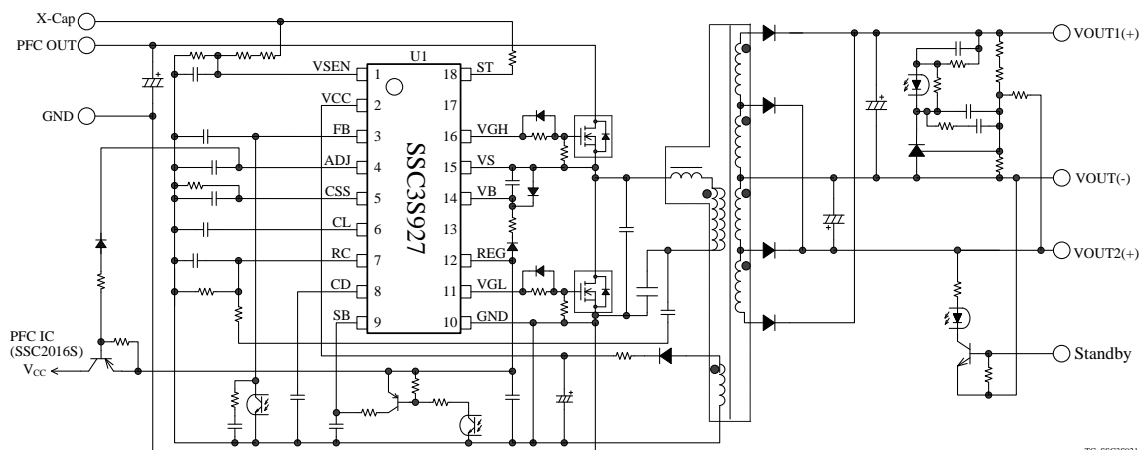 X-Cap
PFC OUT
GND
U1
SSC3S927
VSEN 1
VCC 2
FB 3
ADJ 4
CSS 5
CL 6
RC 7
CD 8
SB 9
18 ST
17
16 VGH
15 VS
14 VB
13
12 REG
11 VGL
10 GND
VOUT1(+)
VOUT(-)
VOUT2(+)
Standby
PFC IC
(SSC2016S)
VCC